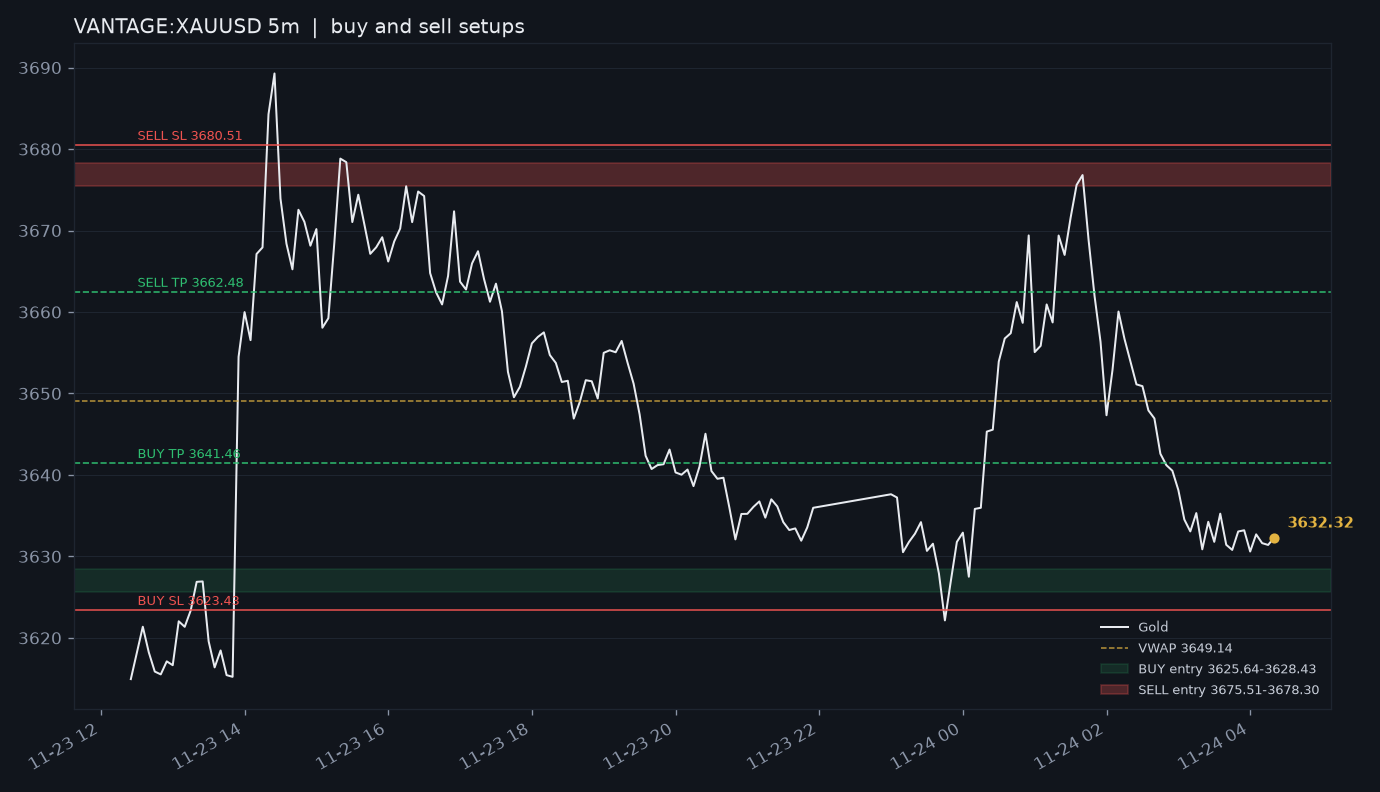 VANTAGE:XAUUSD 5m | buy and sell setups
3690
3680
3670
3660
3650
3640
3630
3620
SELL SL 3680.51
SELL TP 3662.48
BUY TP 3641.46
BUY SL 3623.48
3632.32
Gold
VWAP 3649.14
BUY entry 3625.64-3628.43
SELL entry 3675.51-3678.30
11-23 12
11-23 14
11-23 16
11-23 18
11-23 20
11-23 22
11-24 00
11-24 02
11-24 04